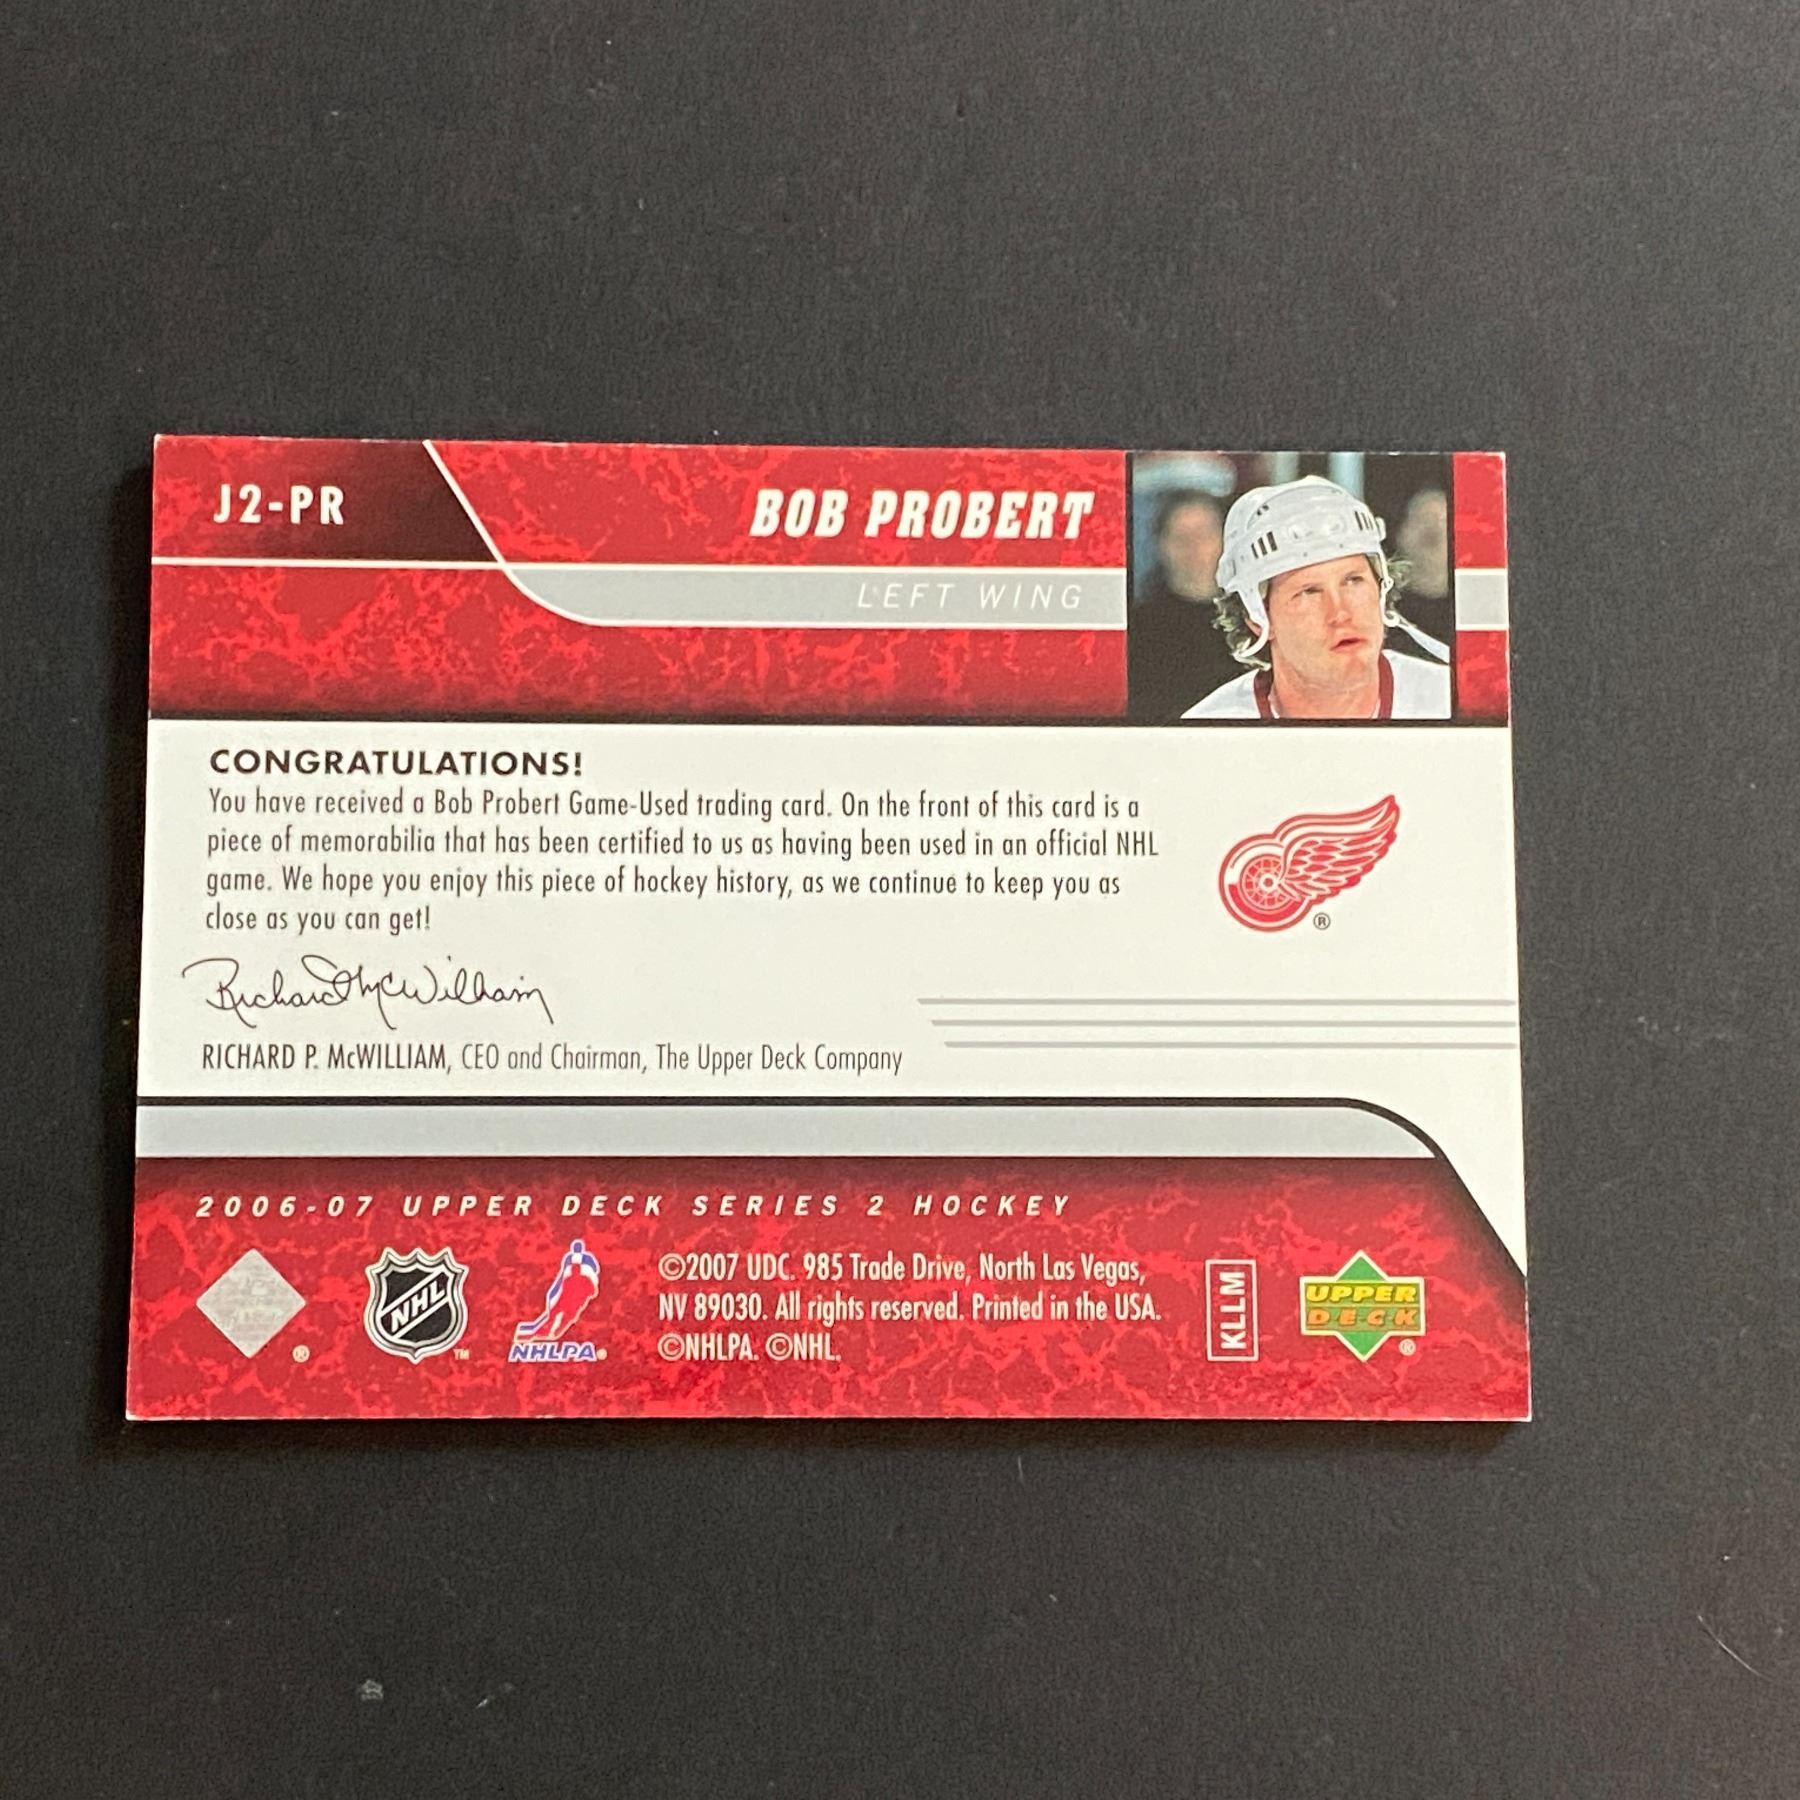 J2-PR
BOB PROBERT
LEFT WING
CONGRATULATIONS!
You have received a Bob Probert Game-Used trading card. On the front of this card is a
piece of memorabilia that has been certified to us as having been used in an official NHL
game. We hope you enjoy this piece of hockey history, as we continue to keep you as
close as you can get!
®
Richard McWilliam
RICHARD P. McWILLIAM, CEO and Chairman, The Upper Deck Company
2006-07 UPPER DECK SERIES 2 HOCKEY
®
NHL
TM
NHLPA®
©2007 UDC. 985 Trade Drive, North Las Vegas,
NV 89030. All rights reserved. Printed in the USA.
©NHLPA. ©NHL.
KLLM
UPPER
DECK
®